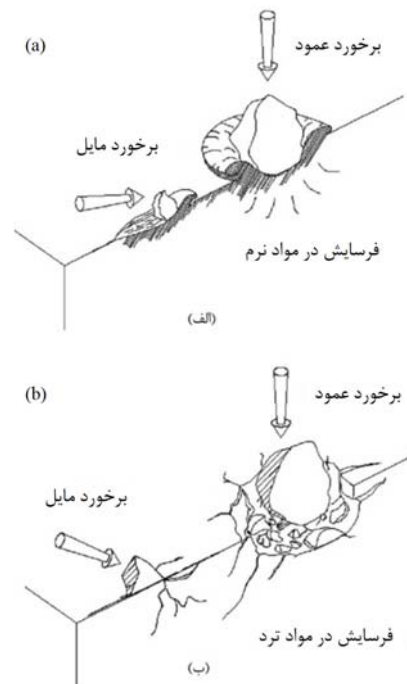 (a)
برخورد عمود
برخورد مایل
فرسایش در مواد نرم
(الف)
(b)
برخورد عمود
برخورد مایل
فرسایش در مواد ترد
(ب)